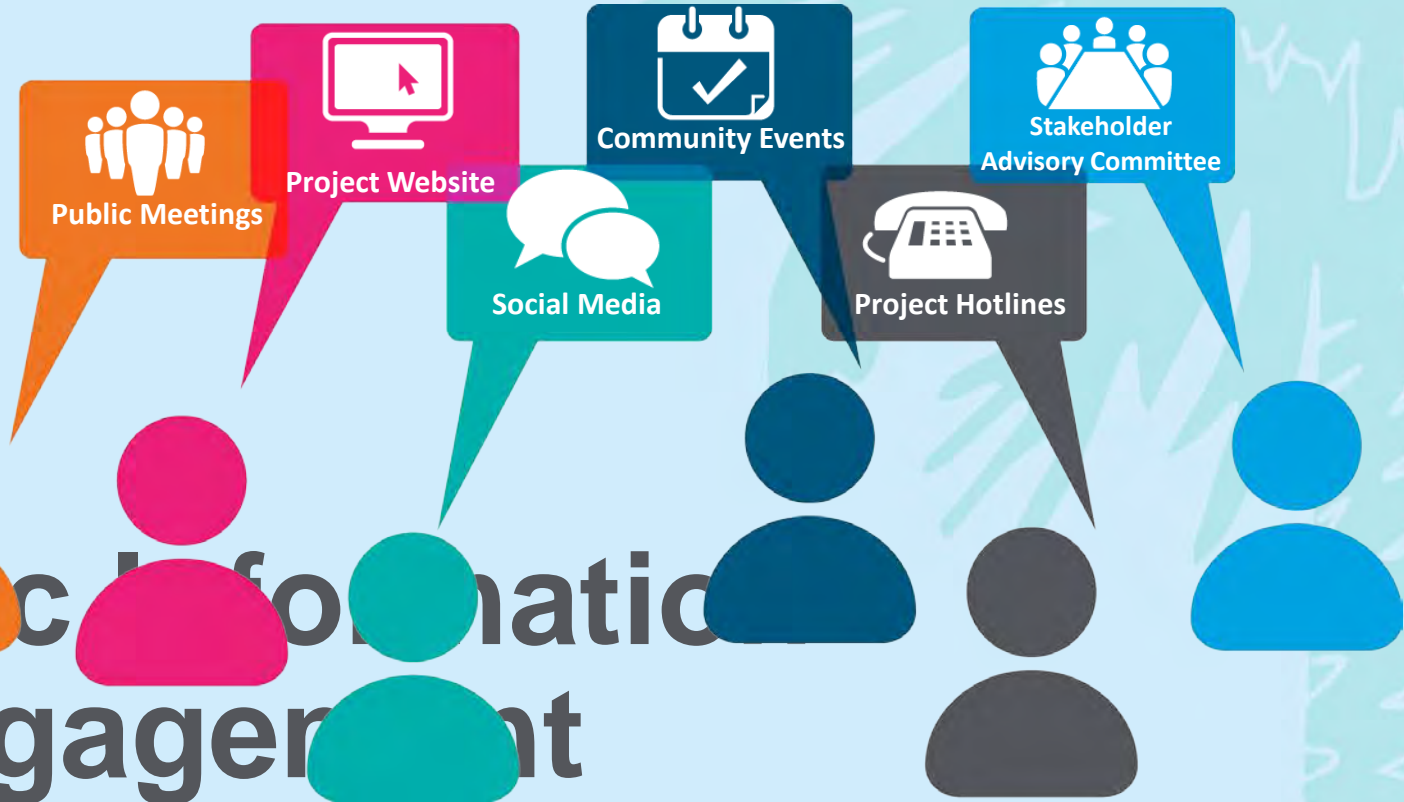 Public Meetings
Project Website
Social Media
Community Events
Project Hotlines
Stakeholder
Advisory Committee